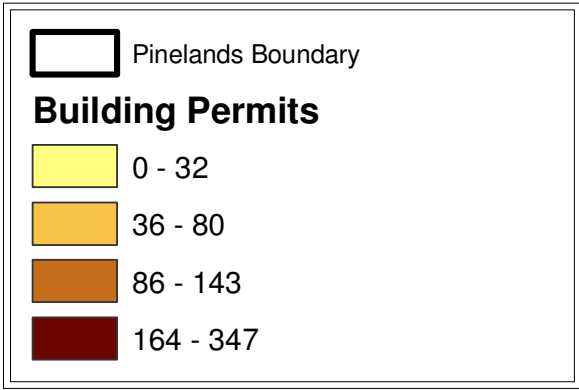 Pinelands Boundary
Building Permits
0 - 32
36 - 80
86 - 143
164 - 347